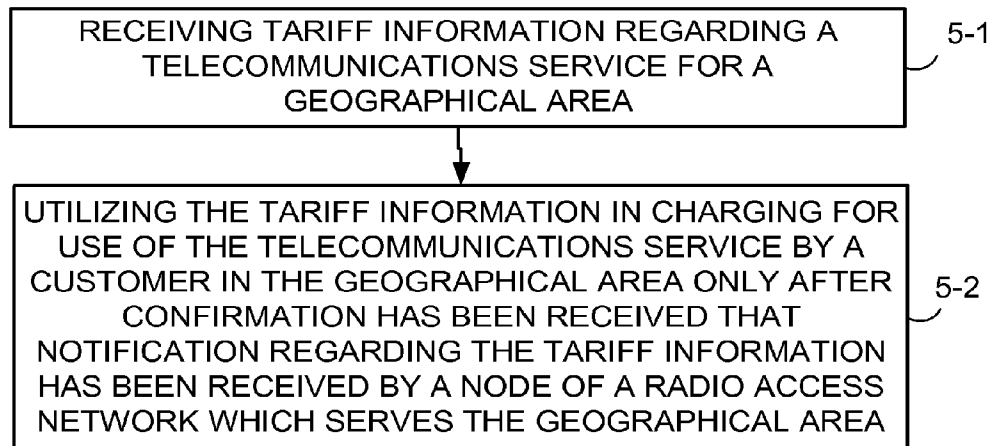 RECEIVING TARIFF INFORMATION REGARDING A
TELECOMMUNICATIONS SERVICE FOR A
GEOGRAPHICAL AREA
5-1
UTILIZING THE TARIFF INFORMATION IN CHARGING FOR
USE OF THE TELECOMMUNICATIONS SERVICE BY A
CUSTOMER IN THE GEOGRAPHICAL AREA ONLY AFTER
CONFIRMATION HAS BEEN RECEIVED THAT
NOTIFICATION REGARDING THE TARIFF INFORMATION
HAS BEEN RECEIVED BY A NODE OF A RADIO ACCESS
NETWORK WHICH SERVES THE GEOGRAPHICAL AREA
5-2